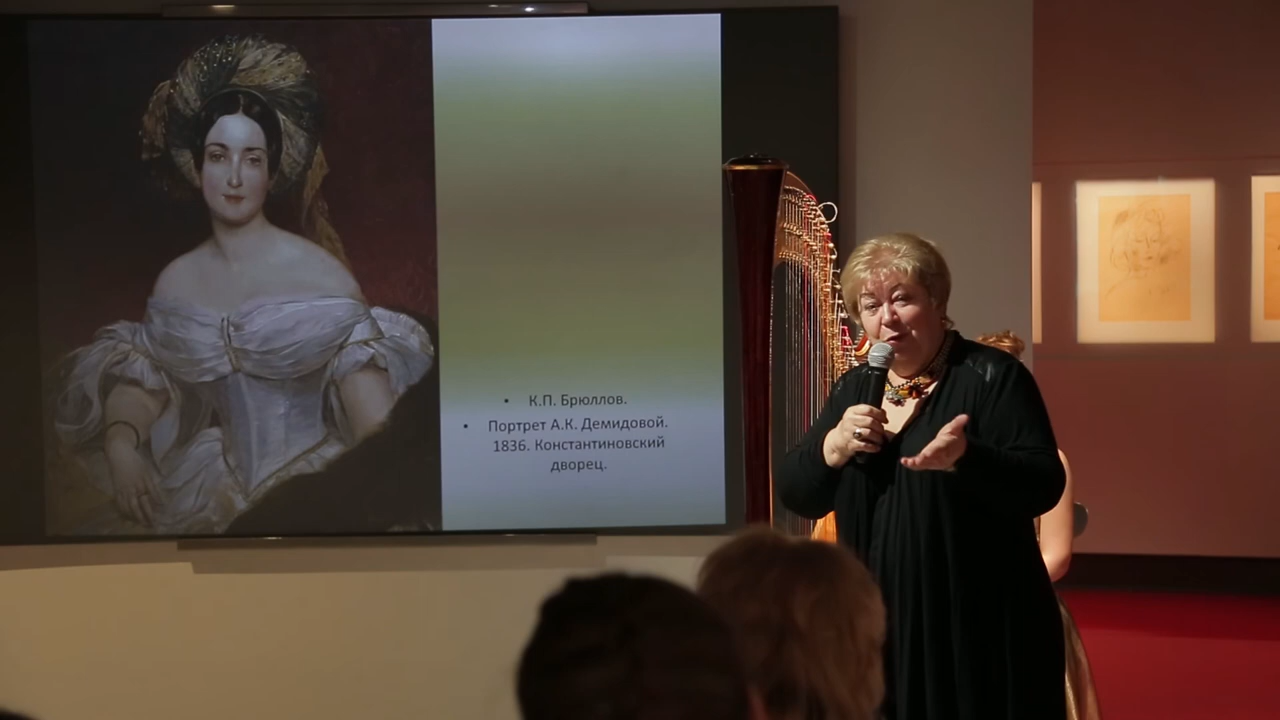 • К.П. Брюллов.
• Портрет А.К. Демидовой.
1836. Константиновский
дворец.